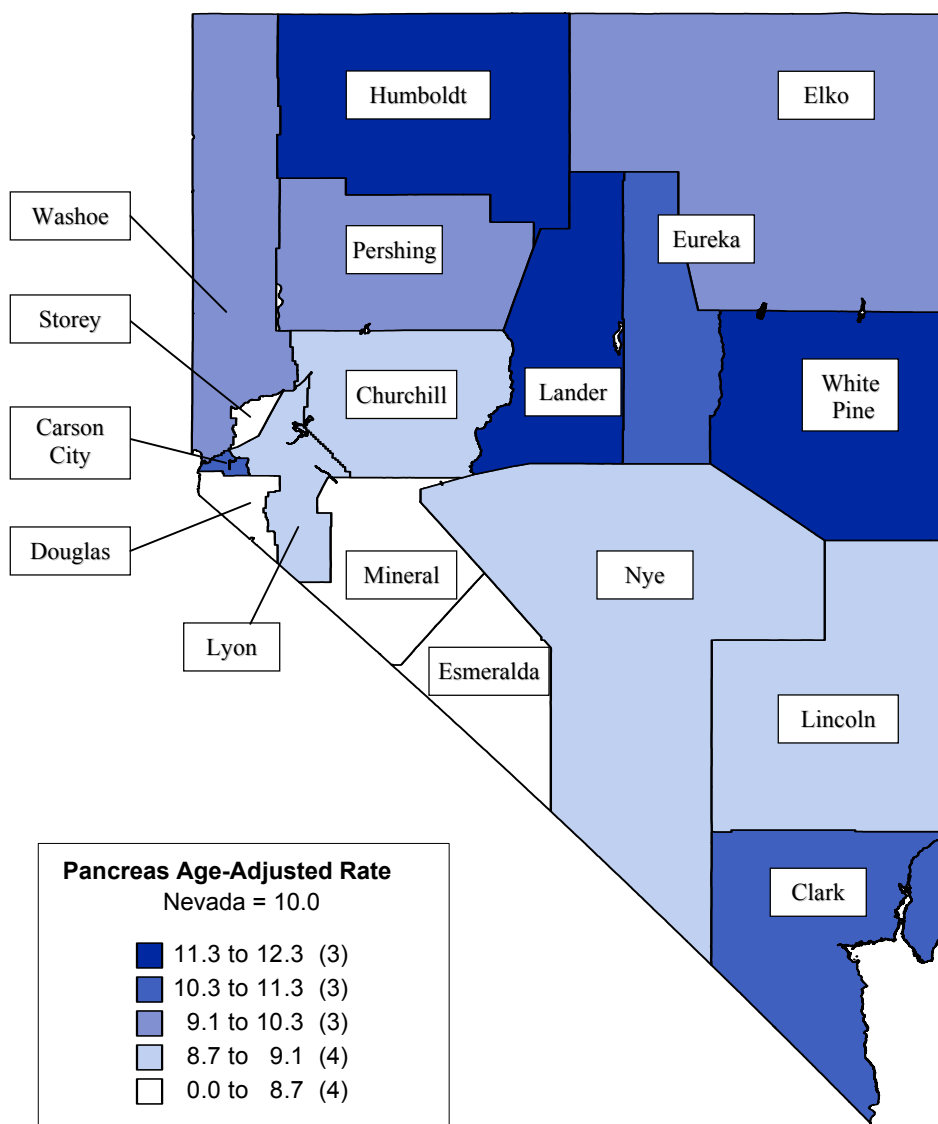 Humboldt
Elko
Washoe
Pershing
Eureka
Storey
Churchill
Lander
White
Pine
Carson
City
Douglas
Mineral
Nye
Lyon
Esmeralda
Lincoln
Clark
Pancreas Age-Adjusted Rate
Nevada = 10.0
11.3 to 12.3 (3)
10.3 to 11.3 (3)
9.1 to 10.3 (3)
8.7 to 9.1 (4)
0.0 to 8.7 (4)